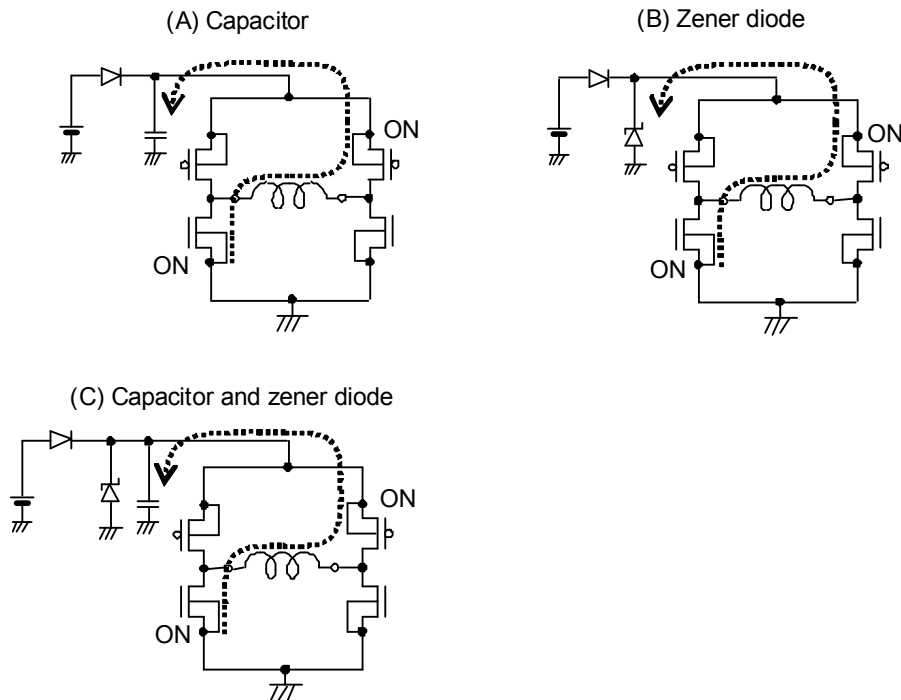 (A) Capacitor
(B) Zener diode
ON
ON
ON
ON
(C) Capacitor and zener diode
ON
ON